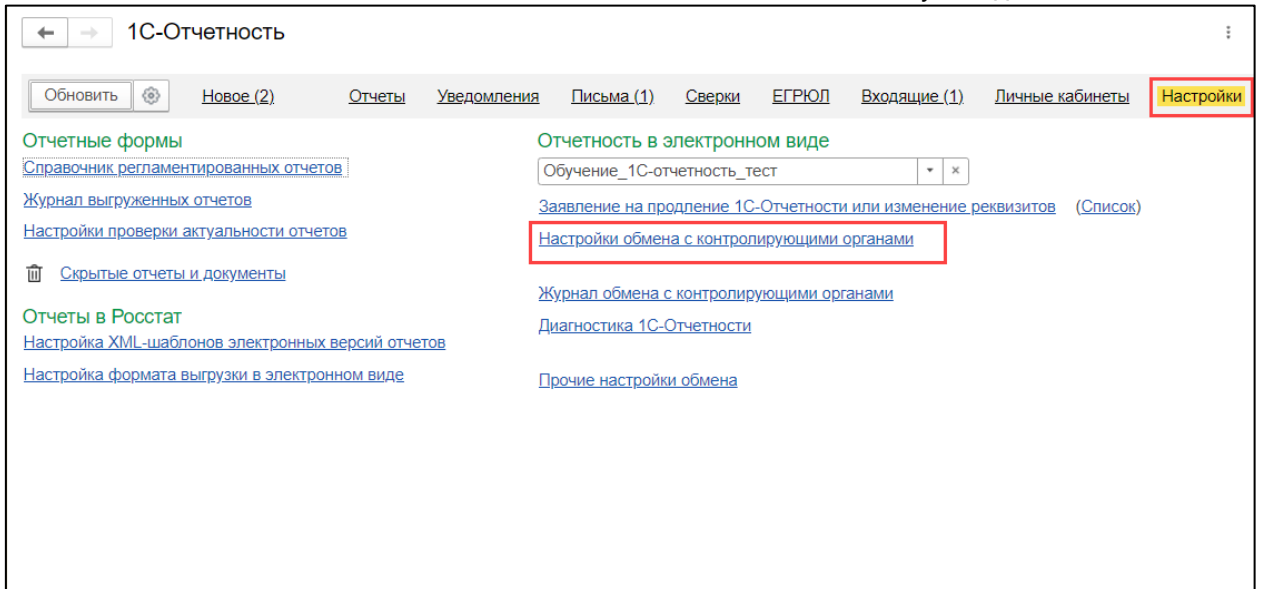 1С-Отчетность
Обновить Новое (2) Отчеты Уведомления Письма (1) Сверки ЕГРЮЛ Входящие (1) Личные кабинеты Настройки
Отчетные формы
Справочник регламентированных отчетов
Журнал выгруженных отчетов
Настройки проверки актуальности отчетов
Скрытые отчеты и документы
Отчеты в Росстат
Настройка XML-шаблонов электронных версий отчетов
Настройка формата выгрузки в электронном виде
Отчетность в электронном виде
Обучение_1С-отчетность_тест
Заявление на продление 1С-Отчетности или изменение реквизитов (Список)
Настройки обмена с контролирующими органами
Журнал обмена с контролирующими органами
Диагностика 1С-Отчетности
Прочие настройки обмена